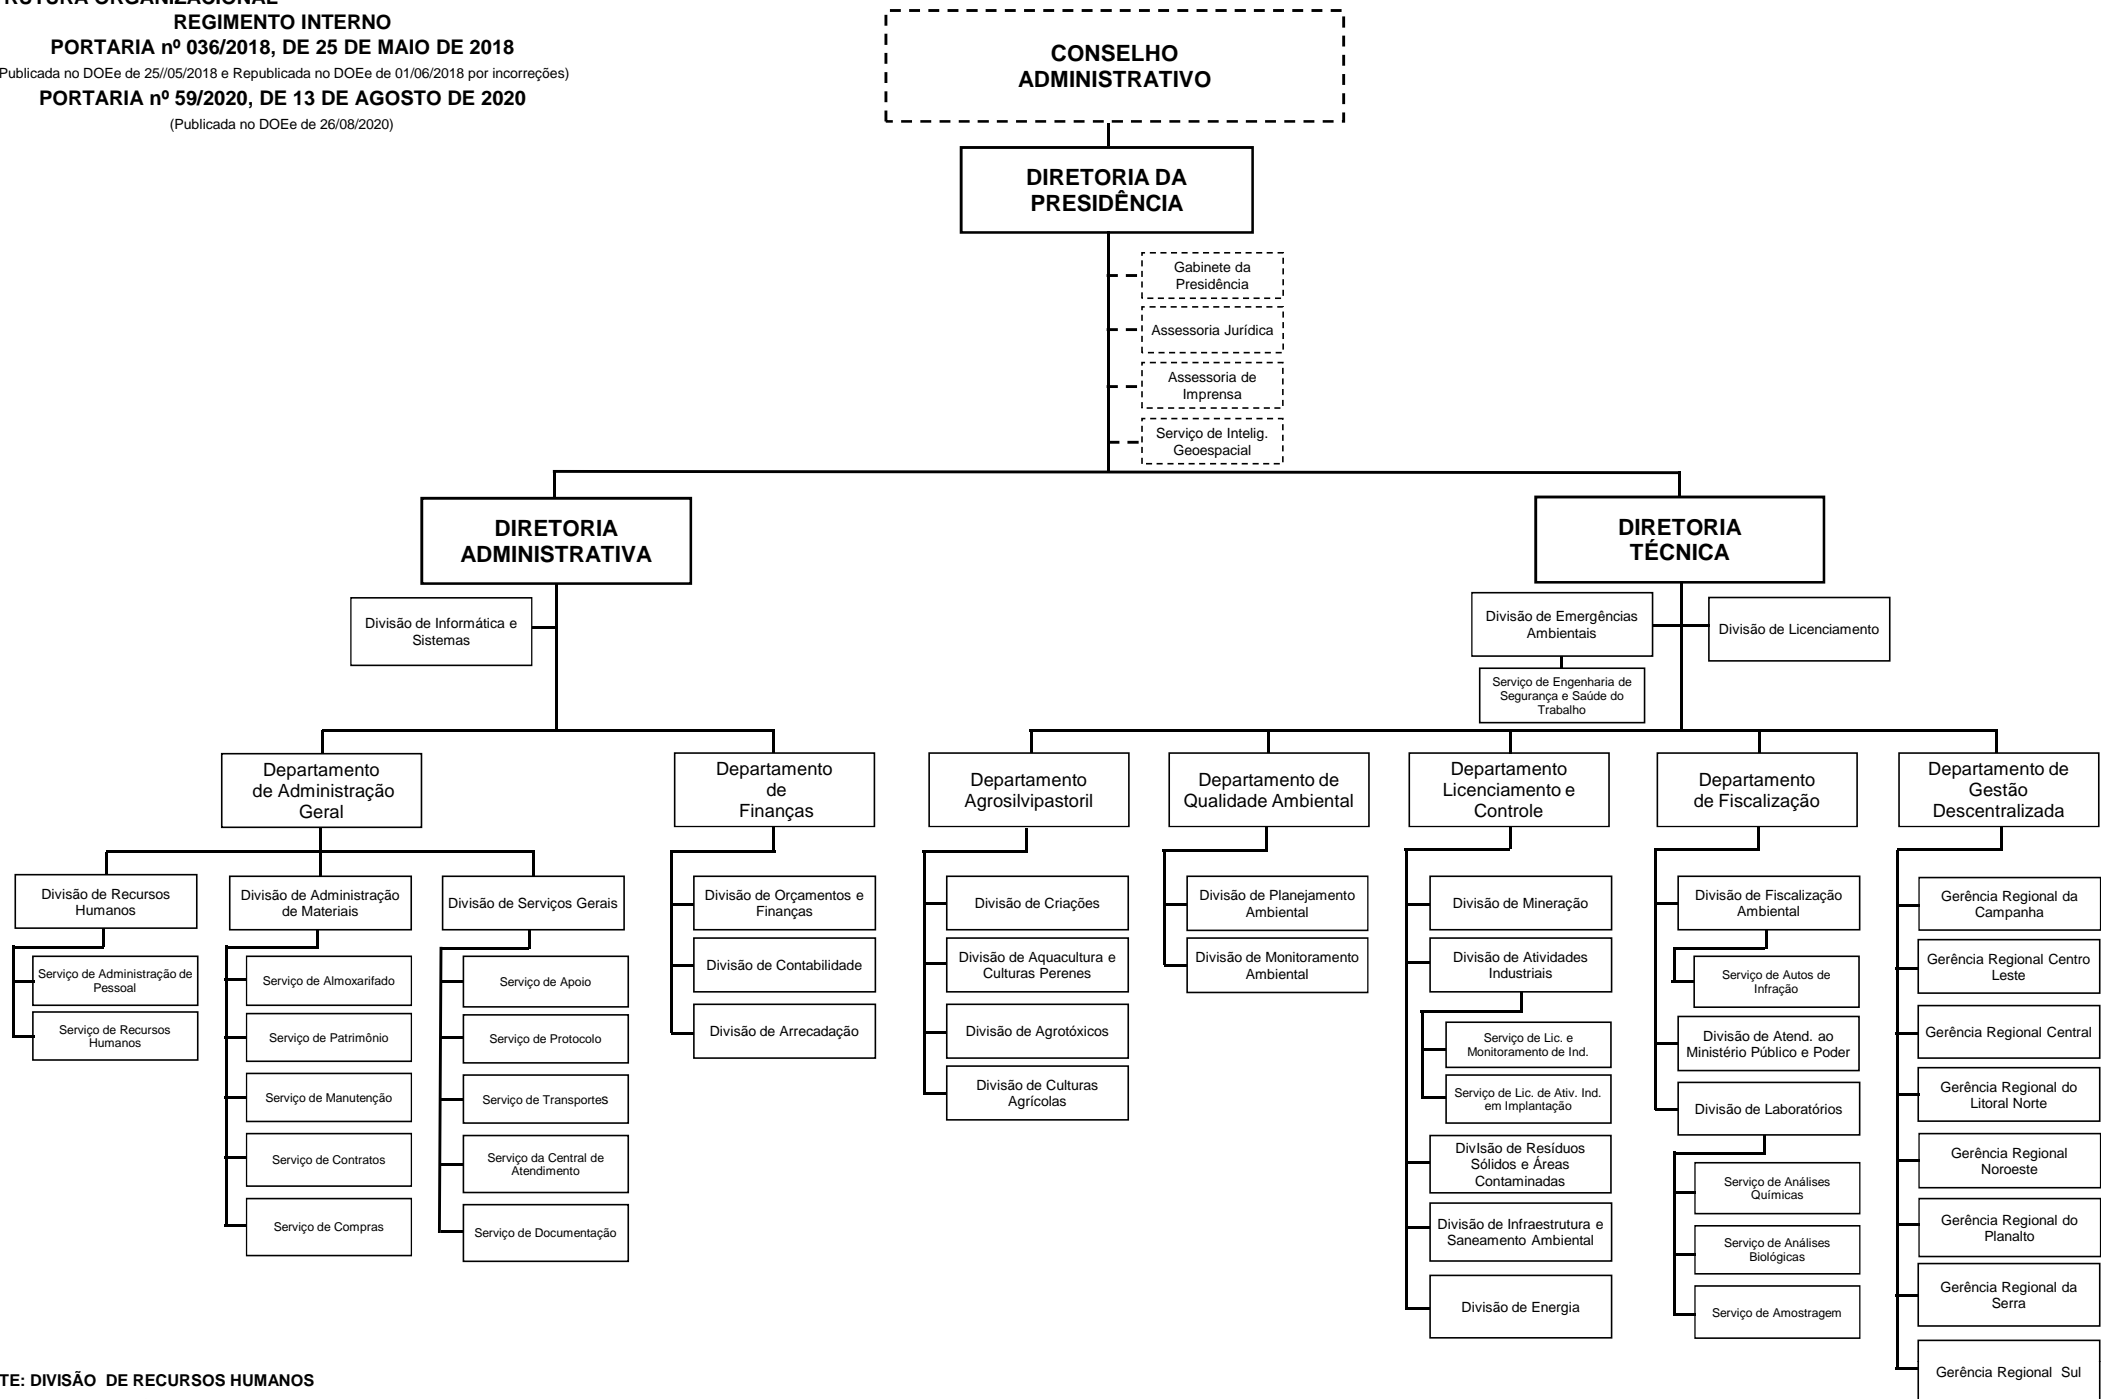 RUTURA ORGANIZACIONAL
REGIMENTO INTERNO
PORTARIA nº 036/2018, DE 25 DE MAIO DE 2018
Publicada no DOEe de 25//05/2018 e Republicada no DOEe de 01/06/2018 por incorreções)
PORTARIA nº 59/2020, DE 13 DE AGOSTO DE 2020
(Publicada no DOEe de 26/08/2020)
CONSELHO
ADMINISTRATIVO
DIRETORIA DA
PRESIDÊNCIA
Gabinete da
Presidência
Assessoria Jurídica
Assessoria de
Imprensa
Serviço de Intelig.
Geoespacial
DIRETORIA
ADMINISTRATIVA
DIRETORIA
TÉCNICA
Divisão de Informática e
Sistemas
Divisão de Emergências
Ambientais
Divisão de Licenciamento
Serviço de Engenharia de
Segurança e Saúde do
Trabalho
Departamento
de Administração
Geral
Departamento
de
Finanças
Departamento
Agrosilvipastoril
Departamento de
Qualidade Ambiental
Departamento
Licenciamento e
Controle
Departamento
de Fiscalização
Departamento de
Gestão
Descentralizada
Divisão de Recursos
Humanos
Serviço de Administração de
Pessoal
Serviço de Recursos
Humanos
Divisão de Administração
de Materiais
Serviço de Almoxarifado
Serviço de Patrimônio
Serviço de Manutenção
Serviço de Contratos
Serviço de Compras
Divisão de Serviços Gerais
Serviço de Apoio
Serviço de Protocolo
Serviço de Transportes
Serviço da Central de
Atendimento
Serviço de Documentação
Divisão de Orçamentos e
Finanças
Divisão de Contabilidade
Divisão de Arrecadação
Divisão de Criações
Divisão de Aquacultura e
Culturas Perenes
Divisão de Agrotóxicos
Divisão de Culturas
Agrícolas
Divisão de Planejamento
Ambiental
Divisão de Monitoramento
Ambiental
Divisão de Mineração
Divisão de Atividades
Industriais
Serviço de Lic. e
Monitoramento de Ind.
Serviço de Lic. de Ativ. Ind.
em Implantação
DivIsão de Resíduos
Sólidos e Áreas
Contaminadas
Divisão de Infraestrutura e
Saneamento Ambiental
Divisão de Energia
Divisão de Fiscalização
Ambiental
Serviço de Autos de
Infração
Divisão de Atend. ao
Ministério Público e Poder
Divisão de Laboratórios
Serviço de Análises
Químicas
Serviço de Análises
Biológicas
Serviço de Amostragem
Gerência Regional da
Campanha
Gerência Regional Centro
Leste
Gerência Regional Central
Gerência Regional do
Litoral Norte
Gerência Regional
Noroeste
Gerência Regional do
Planalto
Gerência Regional da
Serra
Gerência Regional Sul
TE: DIVISÃO DE RECURSOS HUMANOS